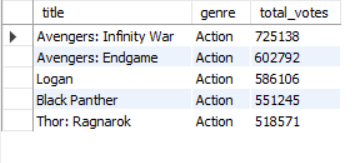 title genre total_votes
Avengers: Infinity War Action 725138
Avengers: Endgame Action 602792
Logan Action 586106
Black Panther Action 551245
Thor: Ragnarok Action 518571